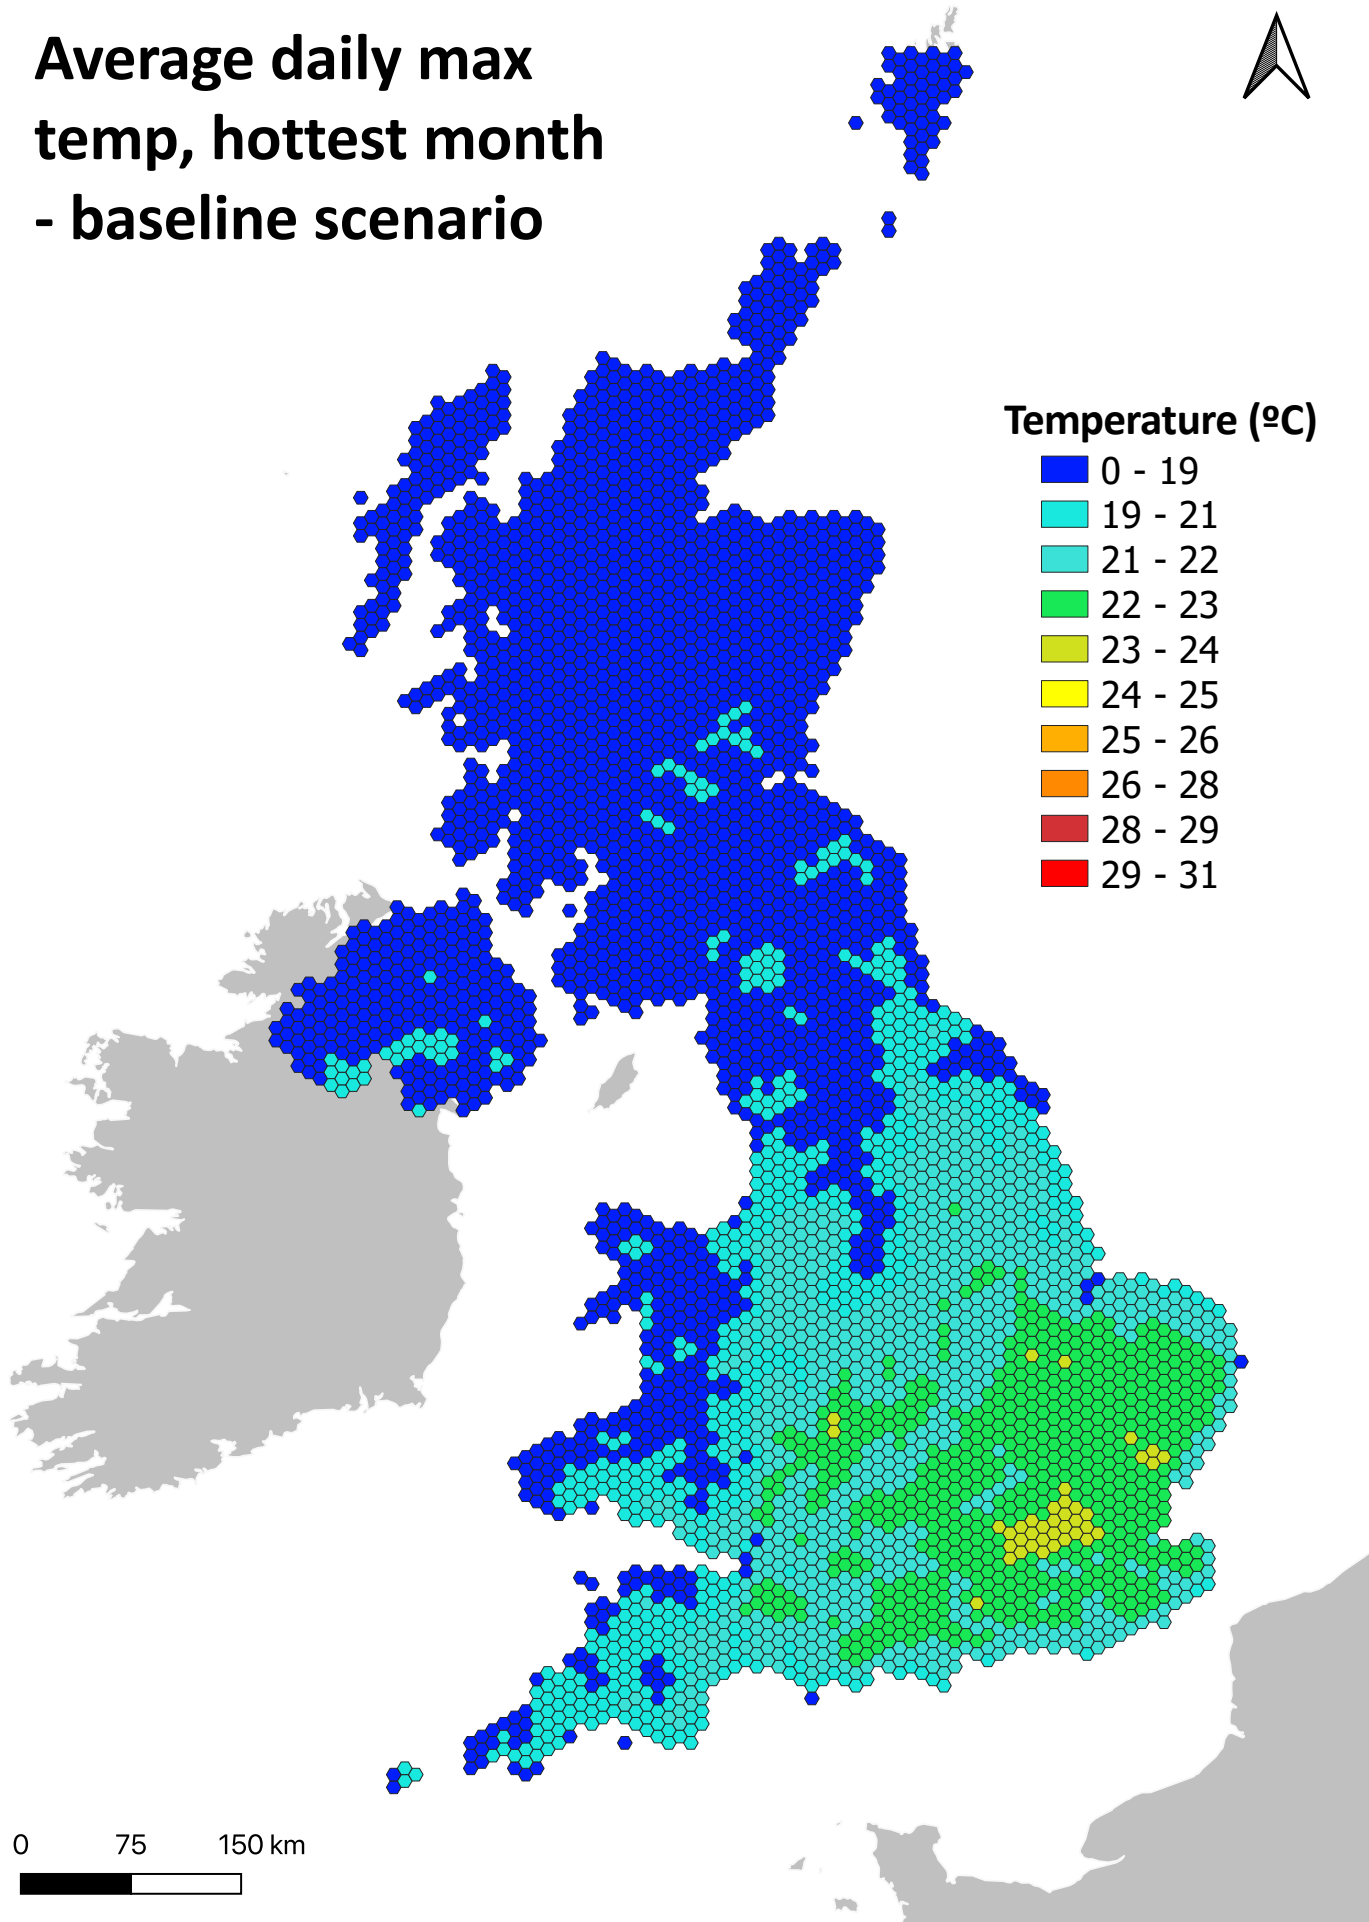 Average daily max
temp, hottest month
- baseline scenario
Temperature (ºC)
0 - 19
19 - 21
21 - 22
22 - 23
23 - 24
24 - 25
25 - 26
26 - 28
28 - 29
29 - 31
0 75 150 km